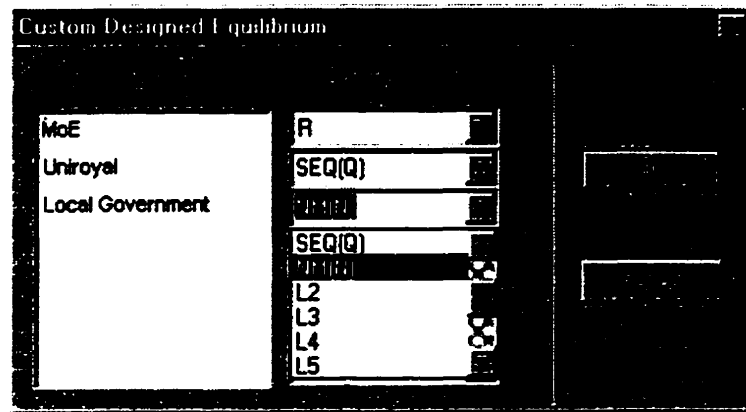 Custom Designed Equilibrium
MoE R
Uniroyal SEQ(Q)
Local Government
SEQ(Q)
L2
L3
L4
L5